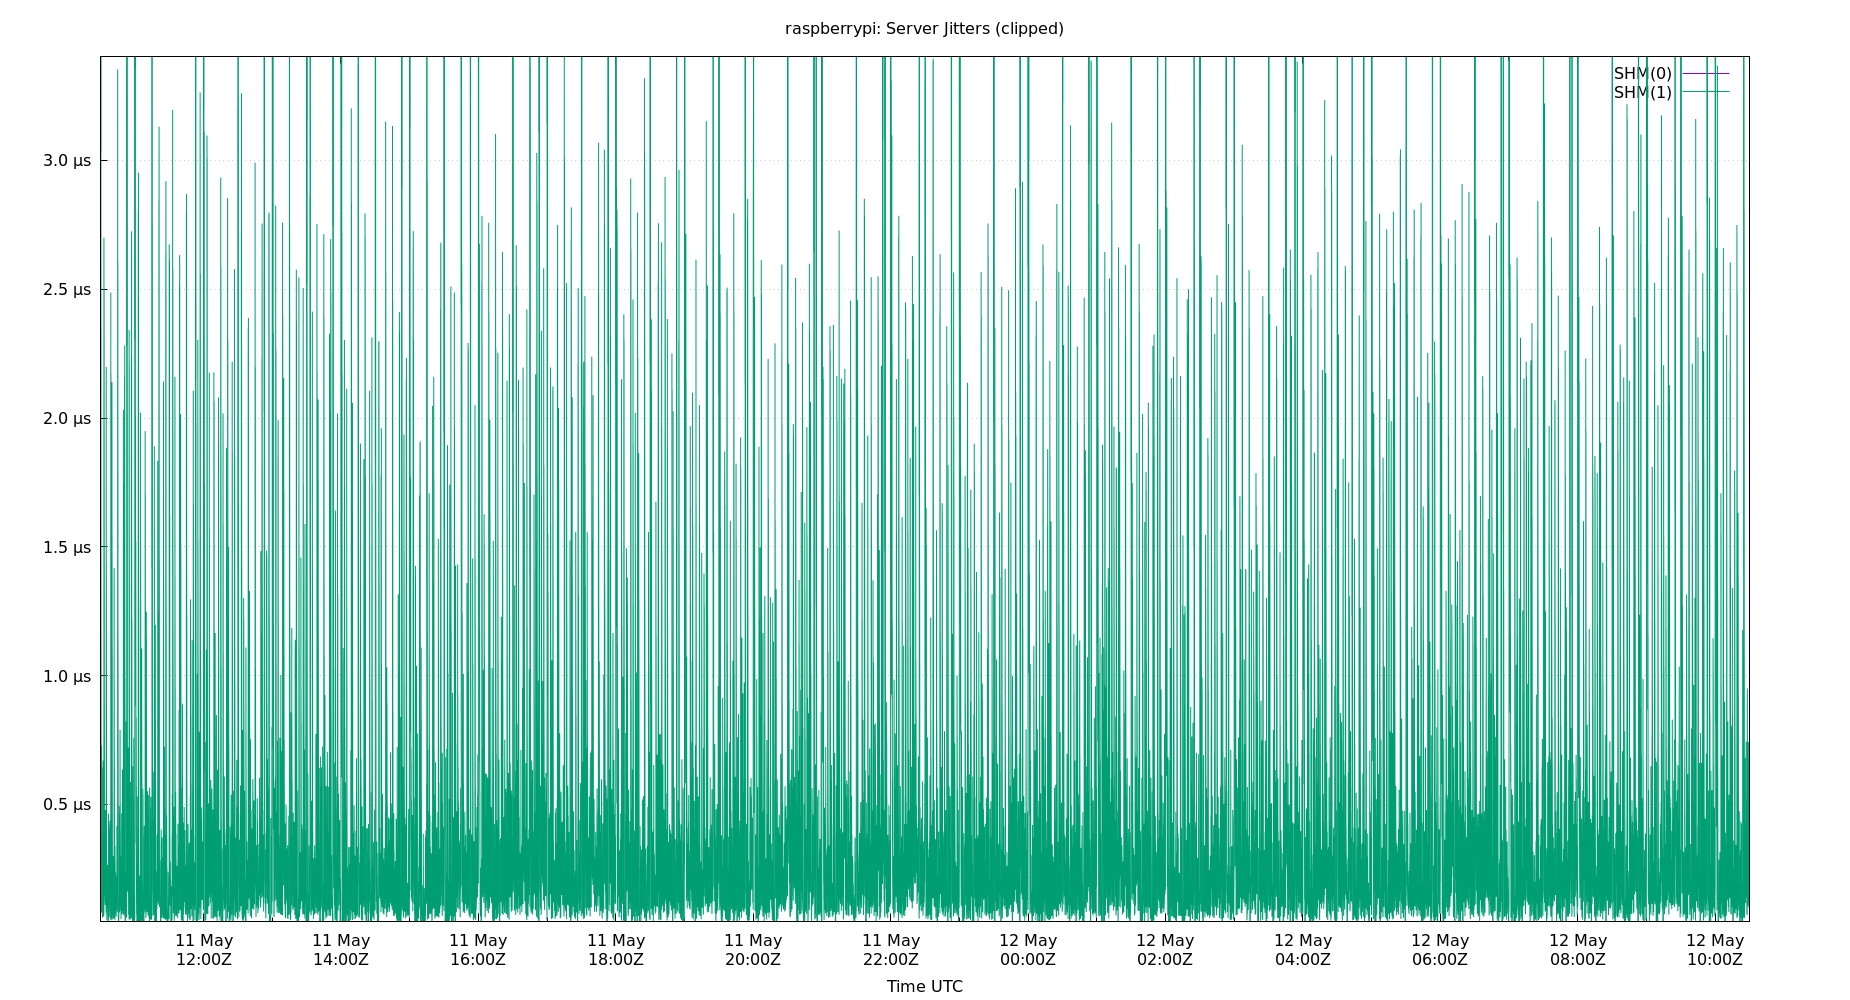 raspberrypi: Server Jitters (clipped)
SHM(0)
SHM(1)
3.0 µs
2.5 µs
2.0 µs
1.5 µs
1.0 µs
0.5 µs
11 May 11 May 11 May 11 May 11 May 11 May 12 May 12 May 12 May 12 May 12 May 12 May
12:00Z 14:00Z 16:00Z 18:00Z 20:00Z 22:00Z 00:00Z 02:00Z 04:00Z 06:00Z 08:00Z 10:00Z
Time UTC